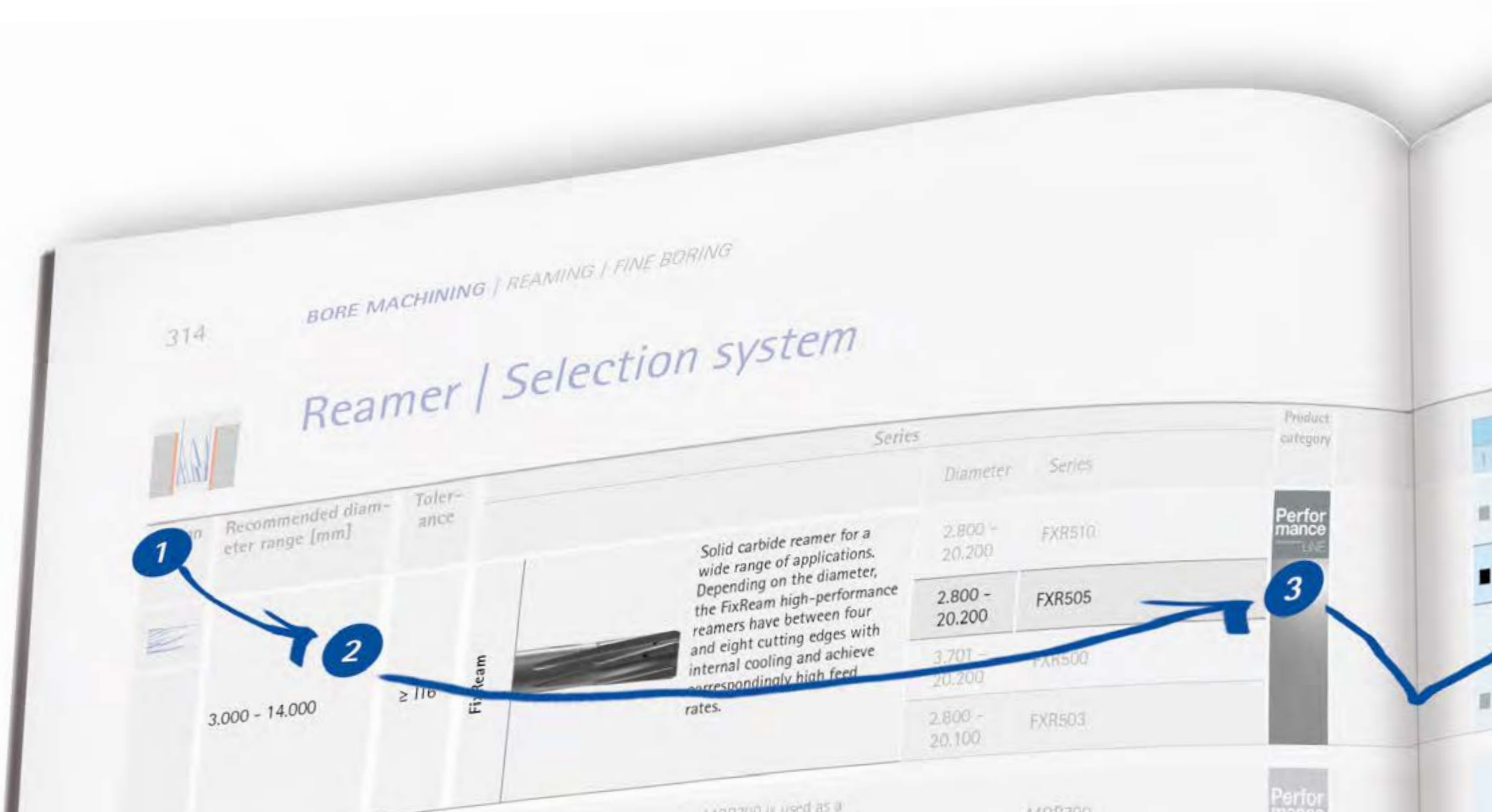 314
BORE MACHINING | REAMING / FINE BORING
Reamer | Selection system
Recommended diam-
eter range [mm]
Toler-
ance
Series
Diameter
Series
Product
category
1
2
3
3.000 - 14.000
FixReam
Solid carbide reamer for a
wide range of applications.
Depending on the diameter,
the FixReam high-performance
reamers have between four
and eight cutting edges with
internal cooling and achieve
correspondingly high feed
rates.
2.800 -
20.200
FXR510
2.800 -
20.200
FXR505
3.701 -
20.200
FXR500
2.800 -
20.100
FXR503
Perfor
mance
LINE
is used as a
Perfor